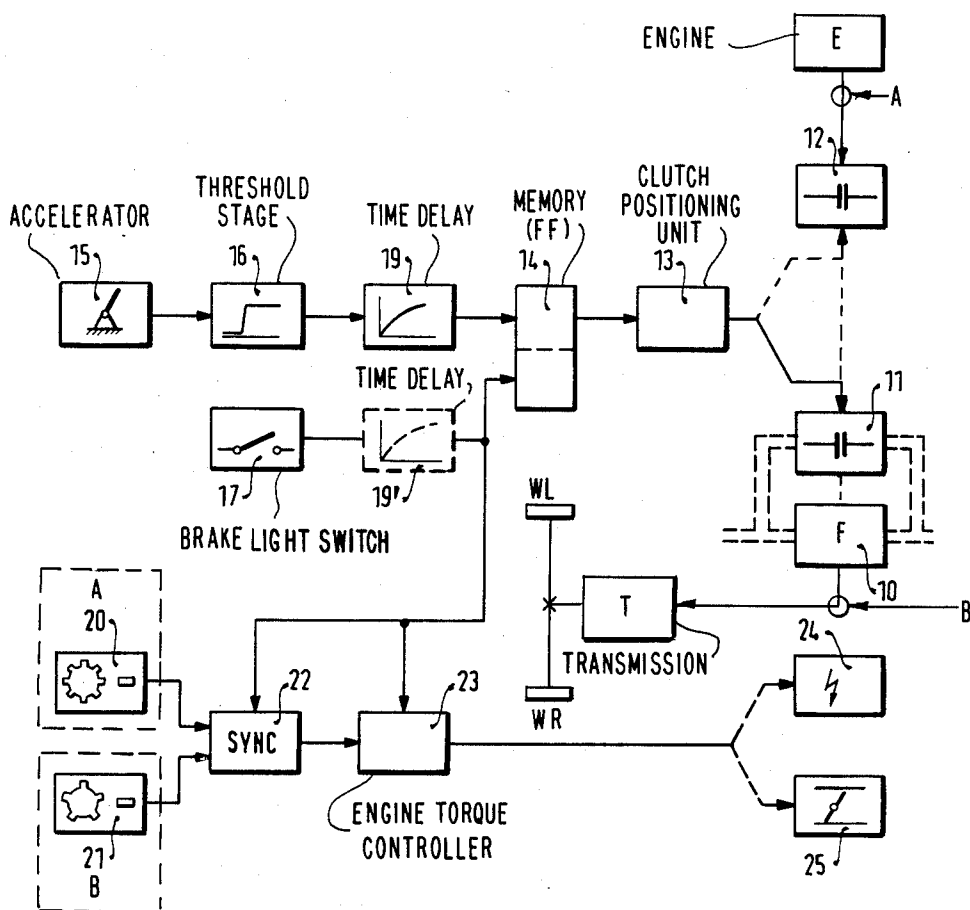 ENGINE
E
A
12
CLUTCH
POSITIONING
UNIT
13
MEMORY
(FF)
14
THRESHOLD
STAGE
16
TIME DELAY
19
ACCELERATOR
15
TIME DELAY
19'
17
BRAKE LIGHT SWITCH
11
F
10
B
WL
T
TRANSMISSION
WR
24
A
20
22
SYNC
23
21
B
ENGINE TORQUE
CONTROLLER
25